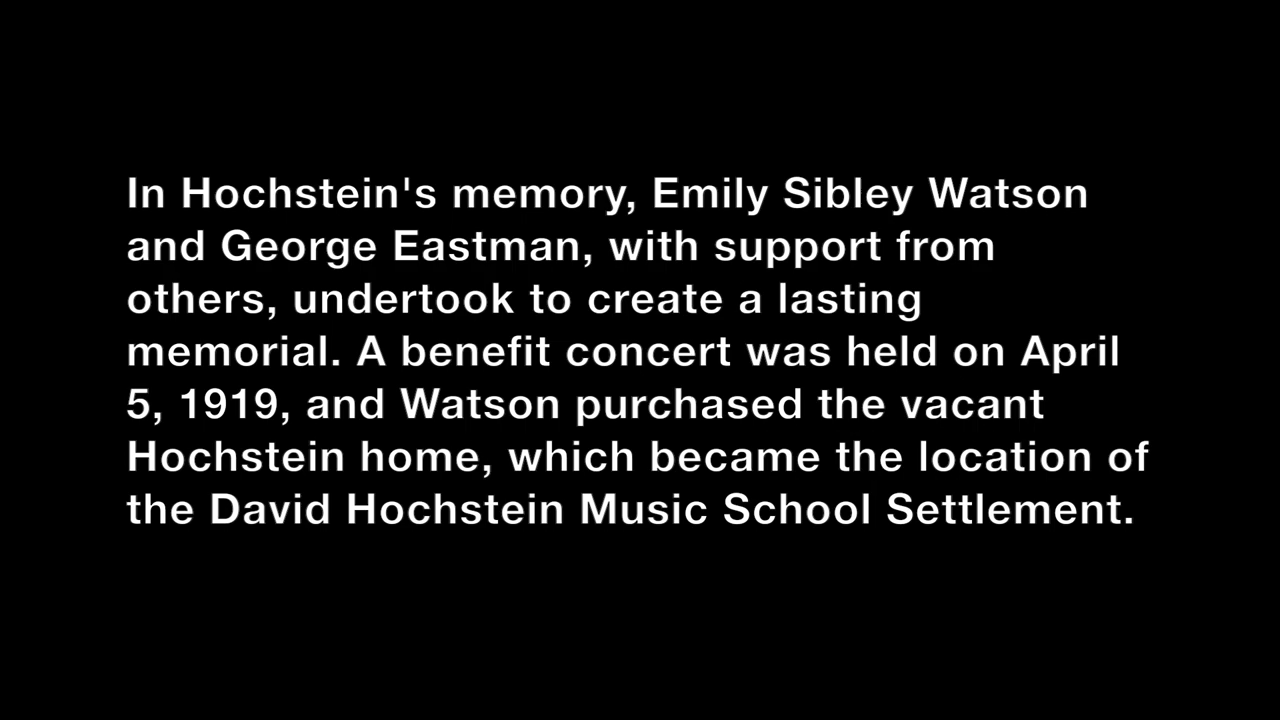 In Hochstein's memory, Emily Sibley Watson
and George Eastman, with support from
others, undertook to create a lasting
memorial. A benefit concert was held on April
5, 1919, and Watson purchased the vacant
Hochstein home, which became the location of
the David Hochstein Music School Settlement.